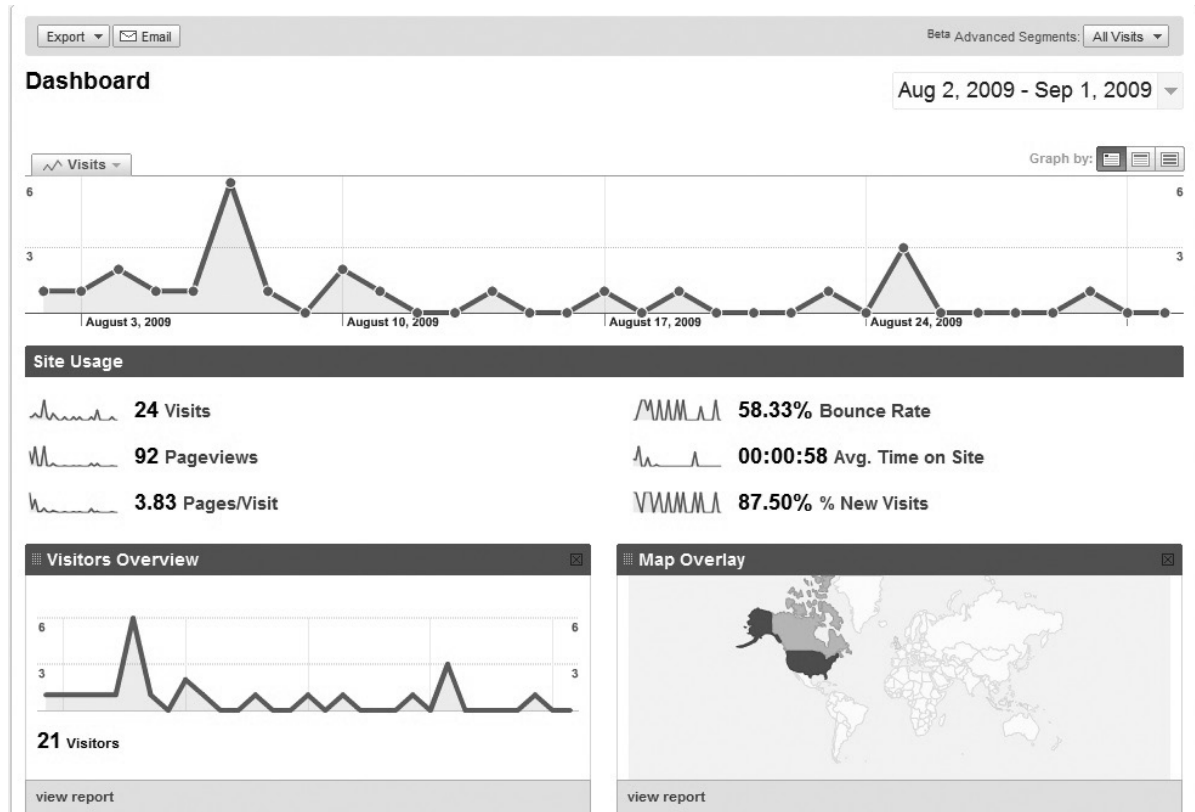 Export Email Beta Advanced Segments: All Visits
Dashboard
Aug 2, 2009 - Sep 1, 2009
Visits Graph by:
6 6
3 3
August 3, 2009 August 10, 2009 August 17, 2009 August 24, 2009
Site Usage
24 Visits 58.33% Bounce Rate
92 Pageviews 00:00:58 Avg. Time on Site
3.83 Pages/Visit 87.50% % New Visits
Visitors Overview Map Overlay
6 6
3 3
21 Visitors
view report view report